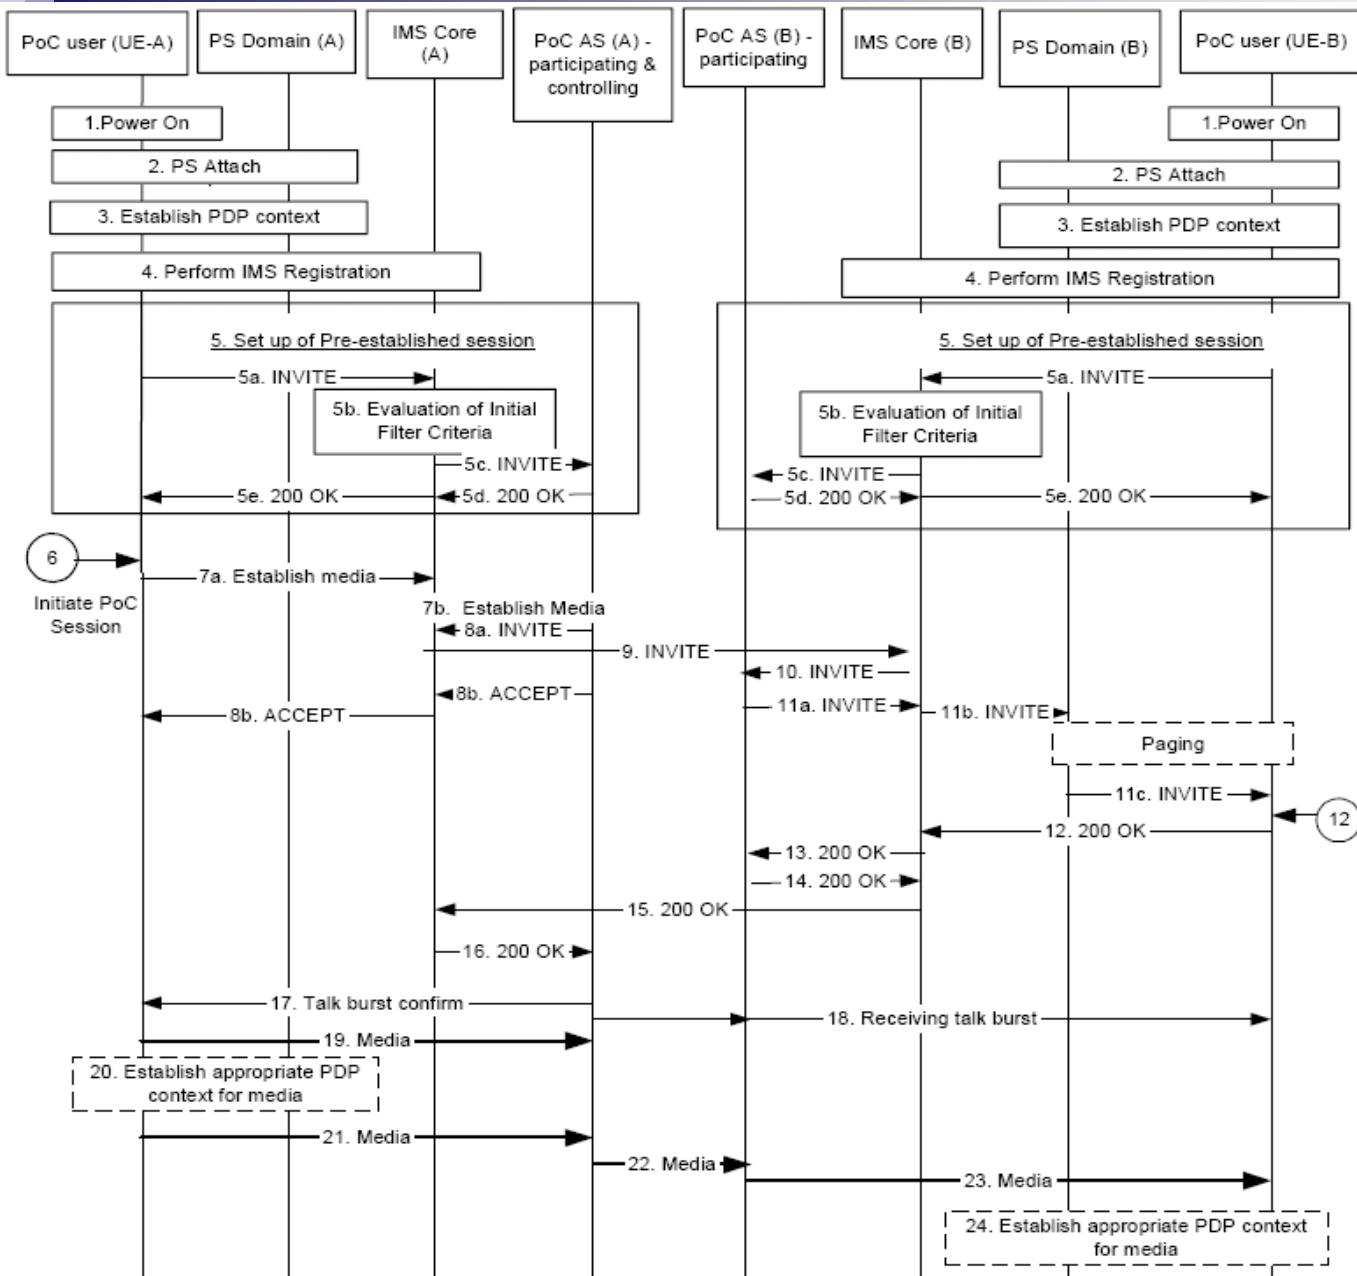 PoC user (UE-A)
PS Domain (A)
IMS Core
(A)
PoC AS (A) -
participating &
controlling
PoC AS (B) -
participating
IMS Core (B)
PS Domain (B)
PoC user (UE-B)
1.Power On
1.Power On
2. PS Attach
2. PS Attach
3. Establish PDP context
3. Establish PDP context
4. Perform IMS Registration
4. Perform IMS Registration
5. Set up of Pre-established session
5. Set up of Pre-established session
5a. INVITE
5a. INVITE
5b. Evaluation of Initial
Filter Criteria
5b. Evaluation of Initial
Filter Criteria
5c. INVITE
5c. INVITE
5e. 200 OK
5d. 200 OK
5d. 200 OK
5e. 200 OK
6
7a. Establish media
Initiate PoC
Session
7b. Establish Media
8a. INVITE
9. INVITE
10. INVITE
8b. ACCEPT
8b. ACCEPT
11a. INVITE
11b. INVITE
Paging
11c. INVITE
12
12. 200 OK
13. 200 OK
14. 200 OK
15. 200 OK
16. 200 OK
17. Talk burst confirm
18. Receiving talk burst
19. Media
20. Establish appropriate PDP
context for media
21. Media
22. Media
23. Media
24. Establish appropriate PDP context
for media